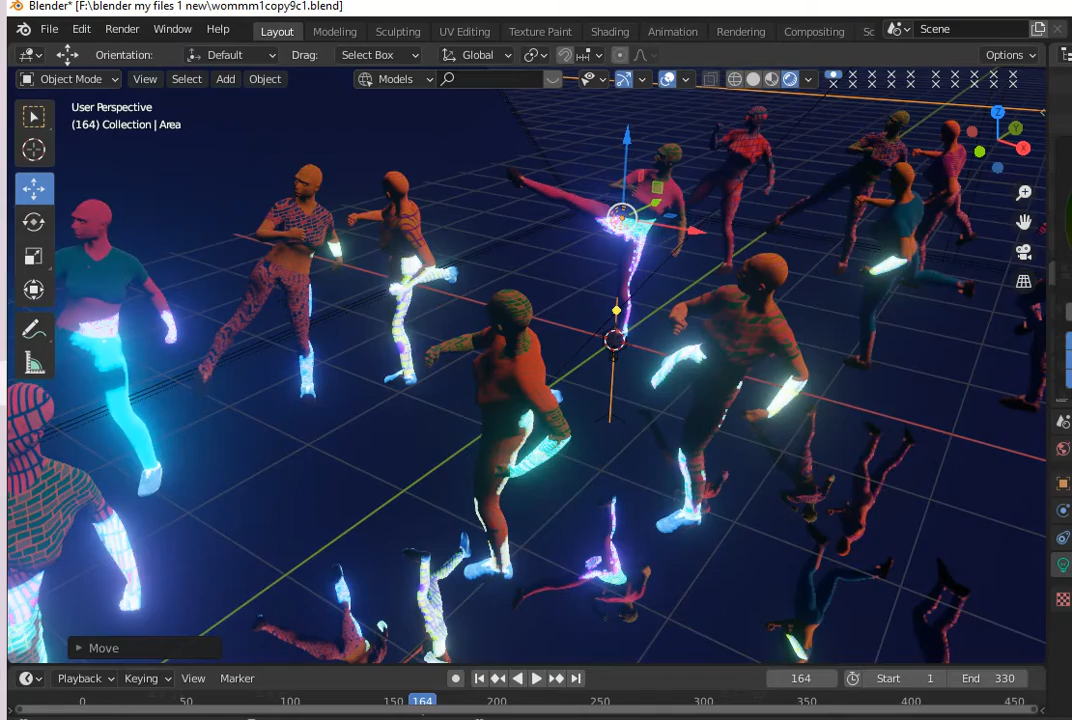 Blender* [F:\blender my files 1 new\wommm1copy9c1.blend]
File Edit Render Window Help Layout Modeling Sculpting UV Editing Texture Paint Shading Animation Rendering Compositing Sc Scene
Orientation: Default Drag: Select Box Global Options
Object Mode View Select Add Object Models
User Perspective
(164) Collection | Area
Z
Y
X
Move
Playback Keying View Marker 164 Start 1 End 330
0 50 100 164 200 250 300 350 400 450